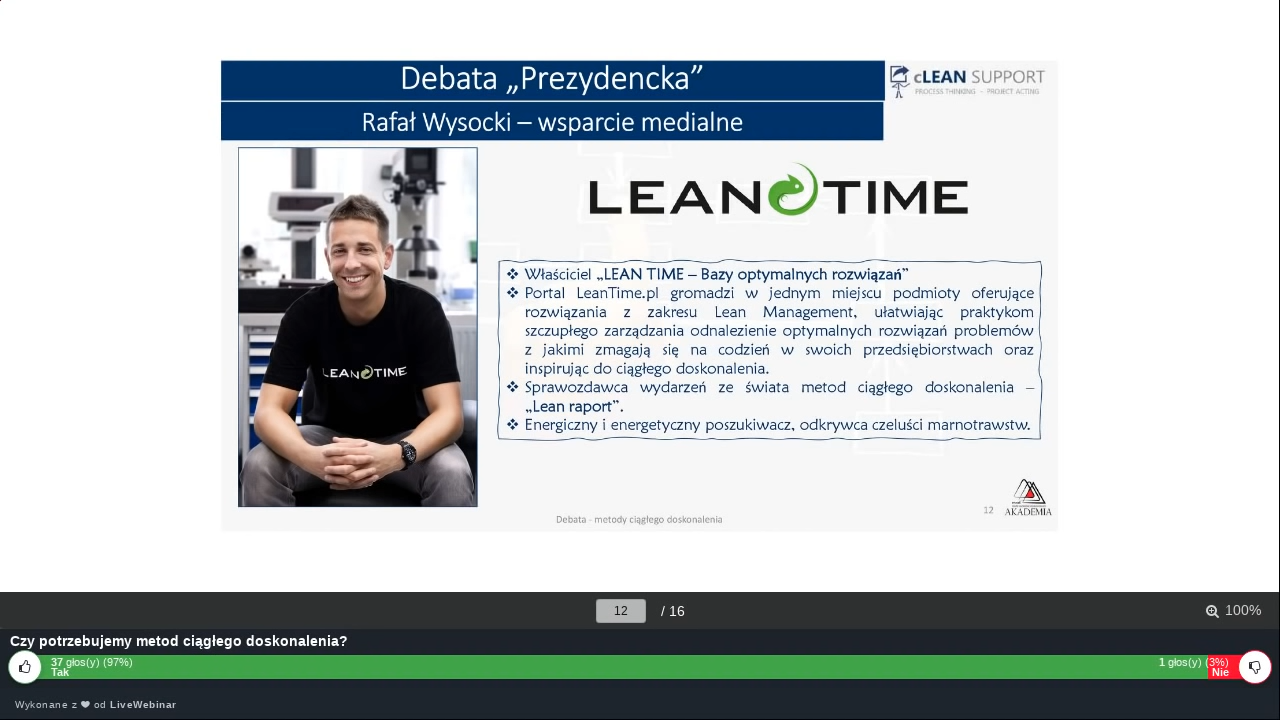 Debata „Prezydencka”
cLEAN SUPPORT
PROCESS THINKING - PROJECT ACTING
Rafał Wysocki – wsparcie medialne
LEAN TIME
LEAN TIME
❖ Właściciel „LEAN TIME – Bazy optymalnych rozwiązań”
❖ Portal LeanTime.pl gromadzi w jednym miejscu podmioty oferujące
rozwiązania z zakresu Lean Management, ułatwiając praktykom
szczupłego zarządzania odnalezienie optymalnych rozwiązań problemów
z jakimi zmagają się na codzień w swoich przedsiębiorstwach oraz
inspirując do ciągłego doskonalenia.
❖ Sprawozdawca wydarzeń ze świata metod ciągłego doskonalenia –
„Lean raport”.
❖ Energiczny i energetyczny poszukiwacz, odkrywca czeluści marnotrawstw.
Debata - metody ciągłego doskonalenia
12
AKADEMIA
12 / 16
100%
Czy potrzebujemy metod ciągłego doskonalenia?
37 głos(y) (97%)
Tak
1 głos(y) (3%)
Nie
Wykonane z ❤ od LiveWebinar